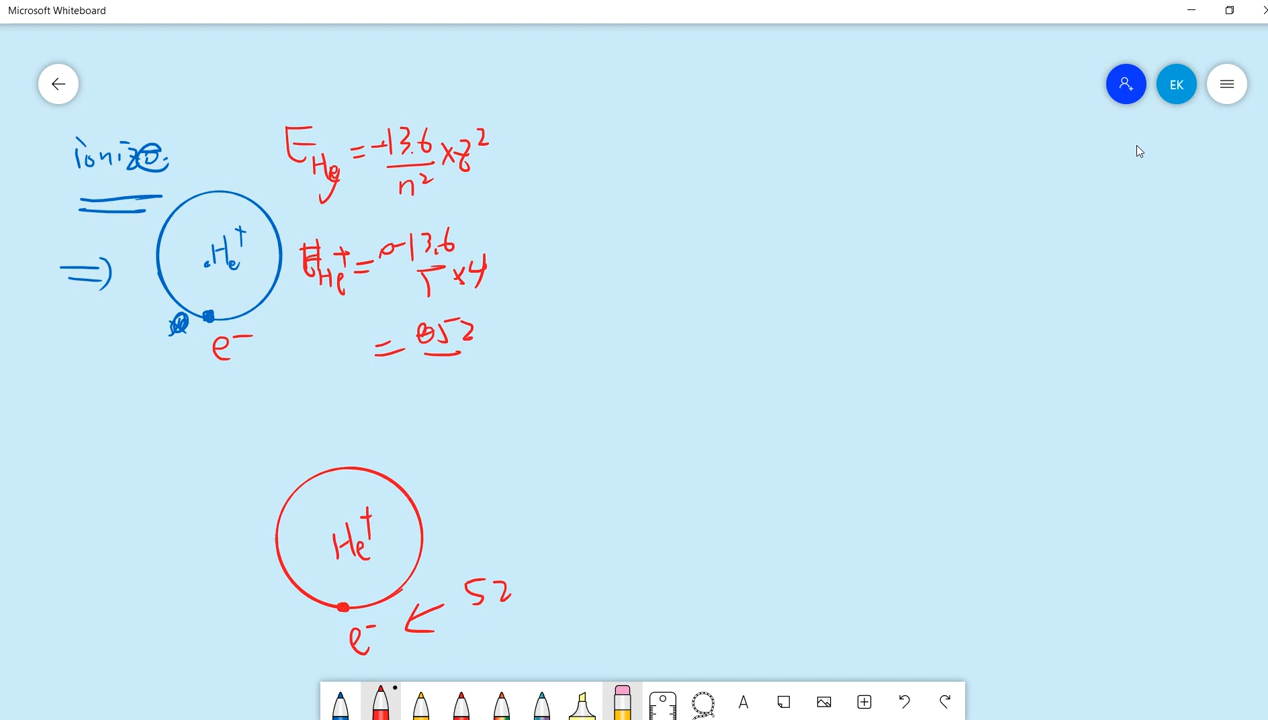 Microsoft Whiteboard
EK
ionize
E_He = -13.6/n² × z²
He⁺
E_He⁺ = -13.6/1 × 4
e⁻
= 52
He⁺
52
e⁻
A